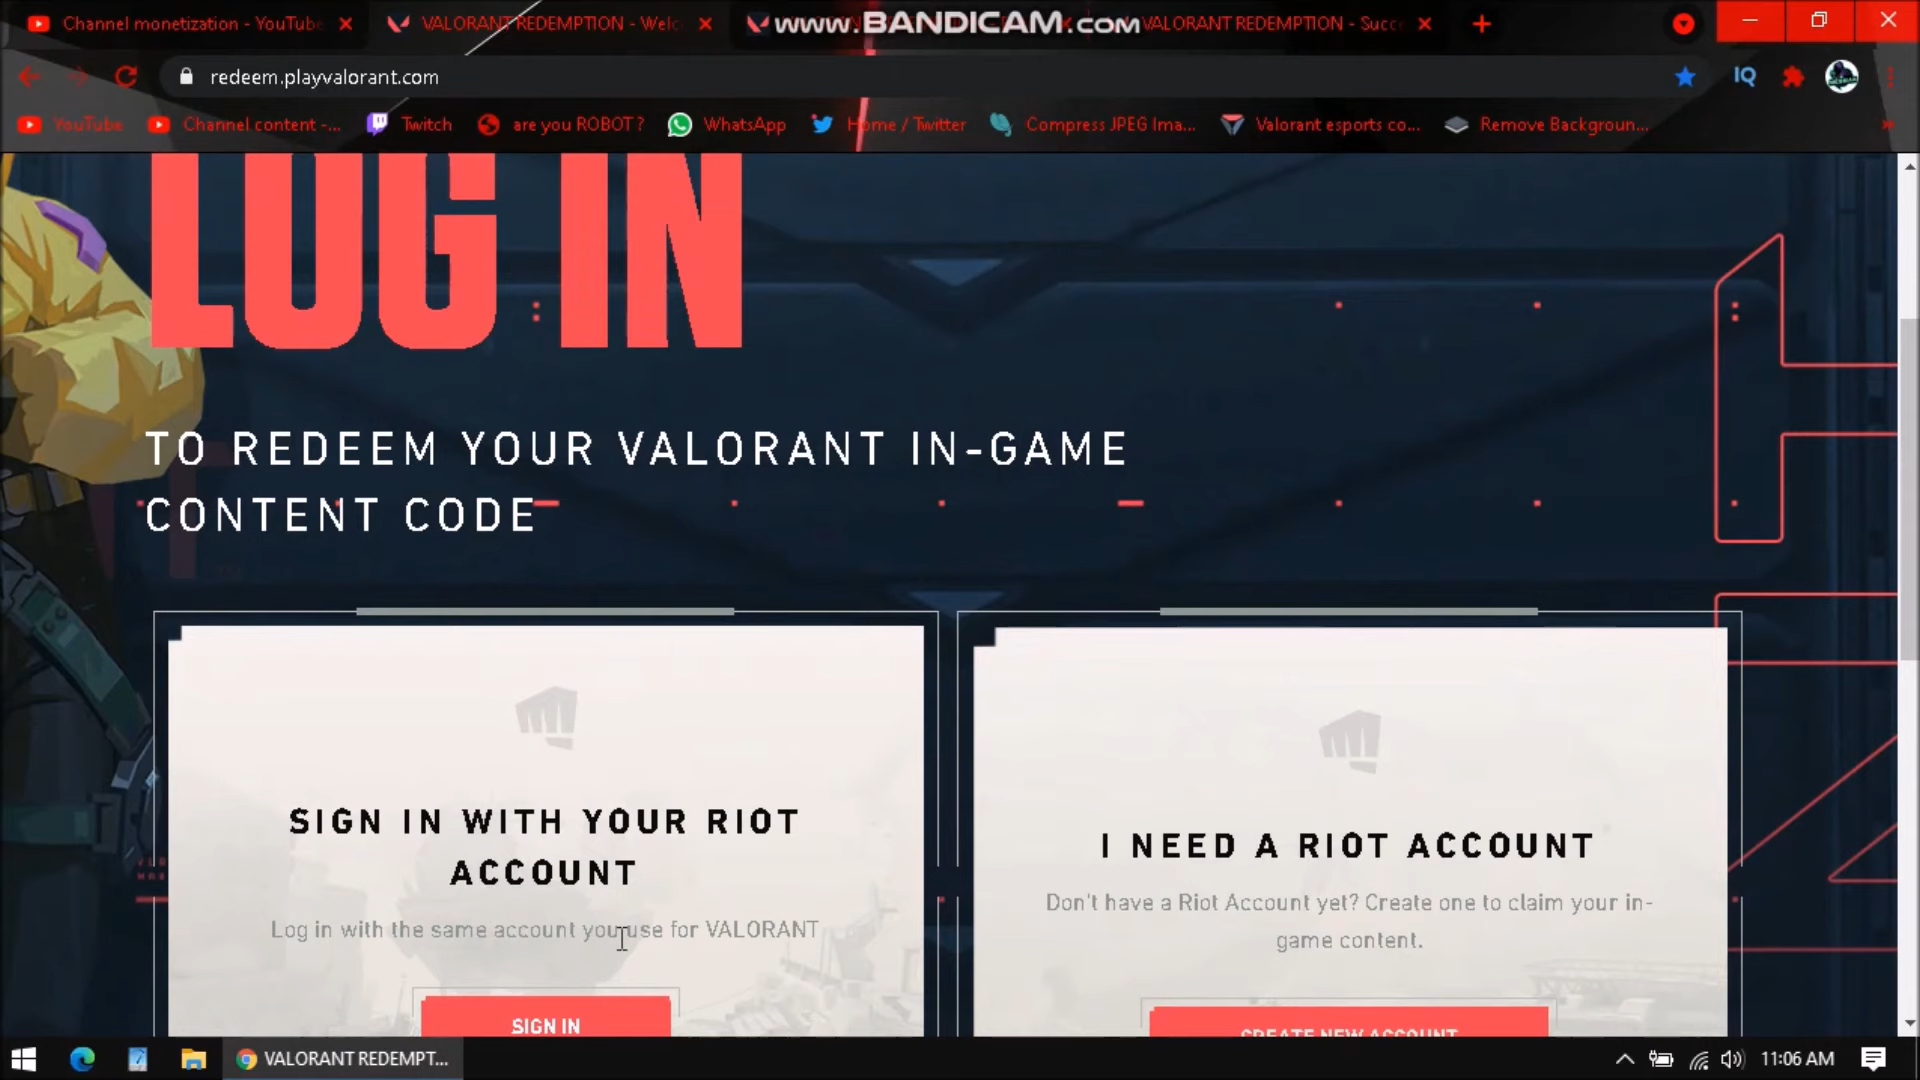 Channel monetization - YouTube
VALORANT REDEMPTION - Welc
www.BANDICAM.com
VALORANT REDEMPTION - Succ
redeem.playvalorant.com
IQ
YouTube
Channel content -...
Twitch
are you ROBOT ?
WhatsApp
Home / Twitter
Compress JPEG Ima...
Valorant esports co...
Remove Backgroun...
»
LOG IN
TO REDEEM YOUR VALORANT IN-GAME
CONTENT CODE
SIGN IN WITH YOUR RIOT
ACCOUNT
Log in with the same account you use for VALORANT
SIGN IN
I NEED A RIOT ACCOUNT
Don't have a Riot Account yet? Create one to claim your in-
game content.
CREATE NEW ACCOUNT
VALORANT REDEMPT...
11:06 AM